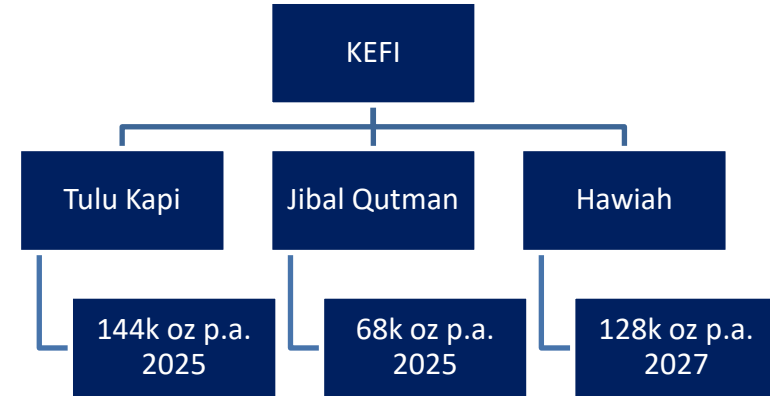 KEFI
Tulu Kapi
Jibal Qutman
Hawiah
144k oz p.a.
2025
68k oz p.a.
2025
128k oz p.a.
2027